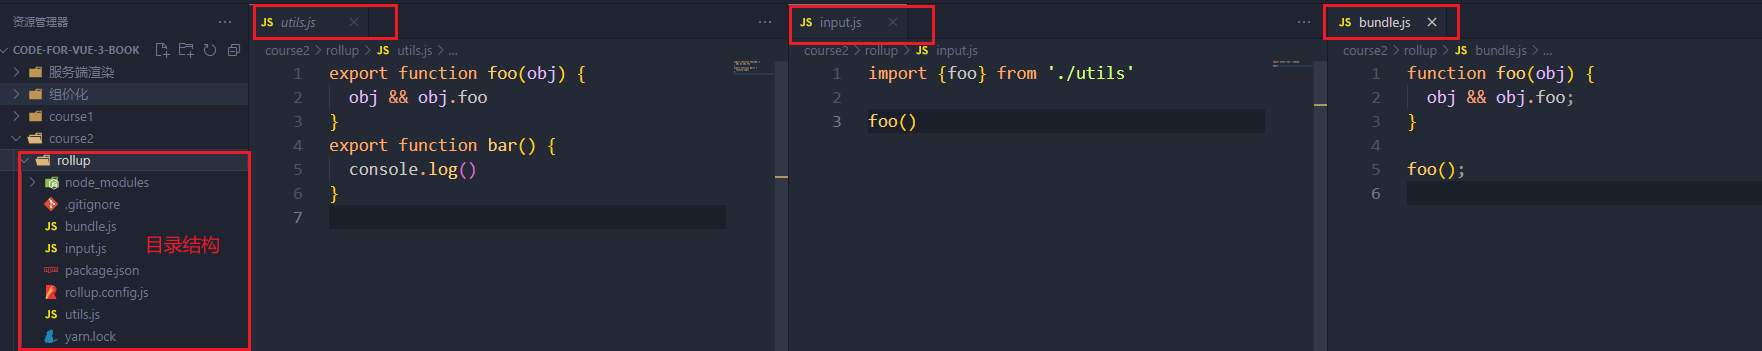 资源管理器
CODE-FOR-VUE-3-BOOK
服务端渲染
组价化
course1
course2
rollup
node_modules
.gitignore
JS bundle.js
JS input.js
package.json
rollup.config.js
JS utils.js
yarn.lock
目录结构
JS utils.js
course2 > rollup > JS utils.js > ...
1 export function foo(obj) {
2 obj && obj.foo
3 }
4 export function bar() {
5 console.log()
6 }
7
JS input.js
course2 > rollup > JS input.js
1 import {foo} from './utils'
2
3 foo()
JS bundle.js
course2 > rollup > JS bundle.js > ...
1 function foo(obj) {
2 obj && obj.foo;
3 }
4
5 foo();
6